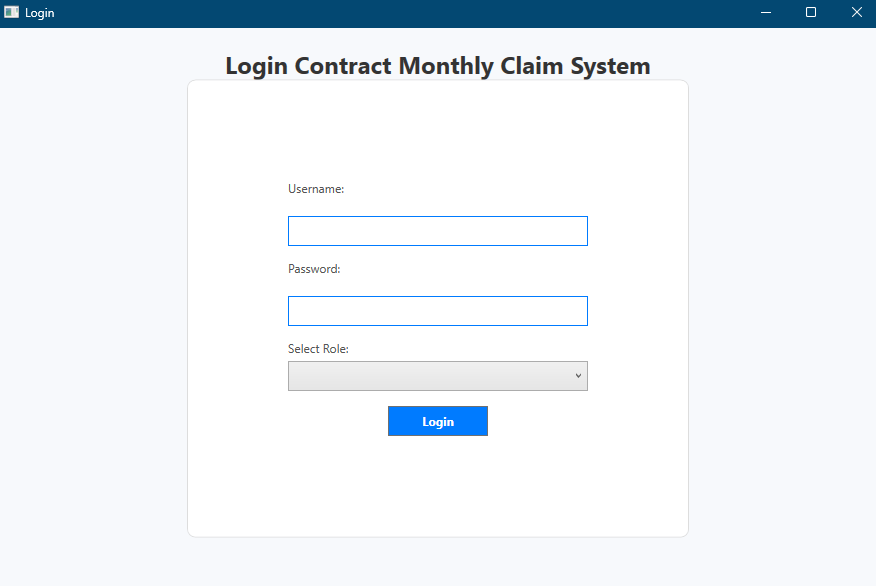 Login
Login Contract Monthly Claim System
Username:
Password:
Select Role:
Login